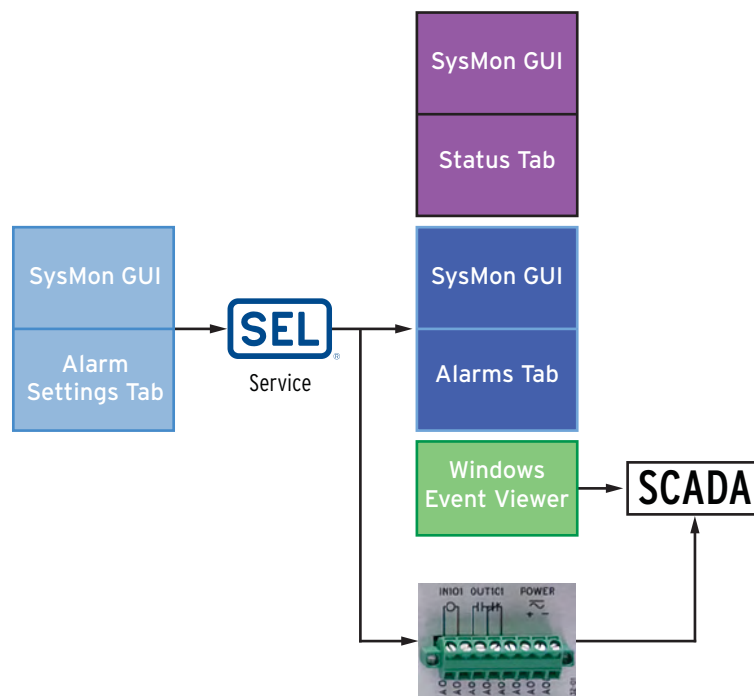 SysMon GUI
Status Tab
SysMon GUI
Alarm
Settings Tab
SEL
®
Service
SysMon GUI
Alarms Tab
Windows
Event Viewer
SCADA
IN101 OUT1C1 POWER
+ −